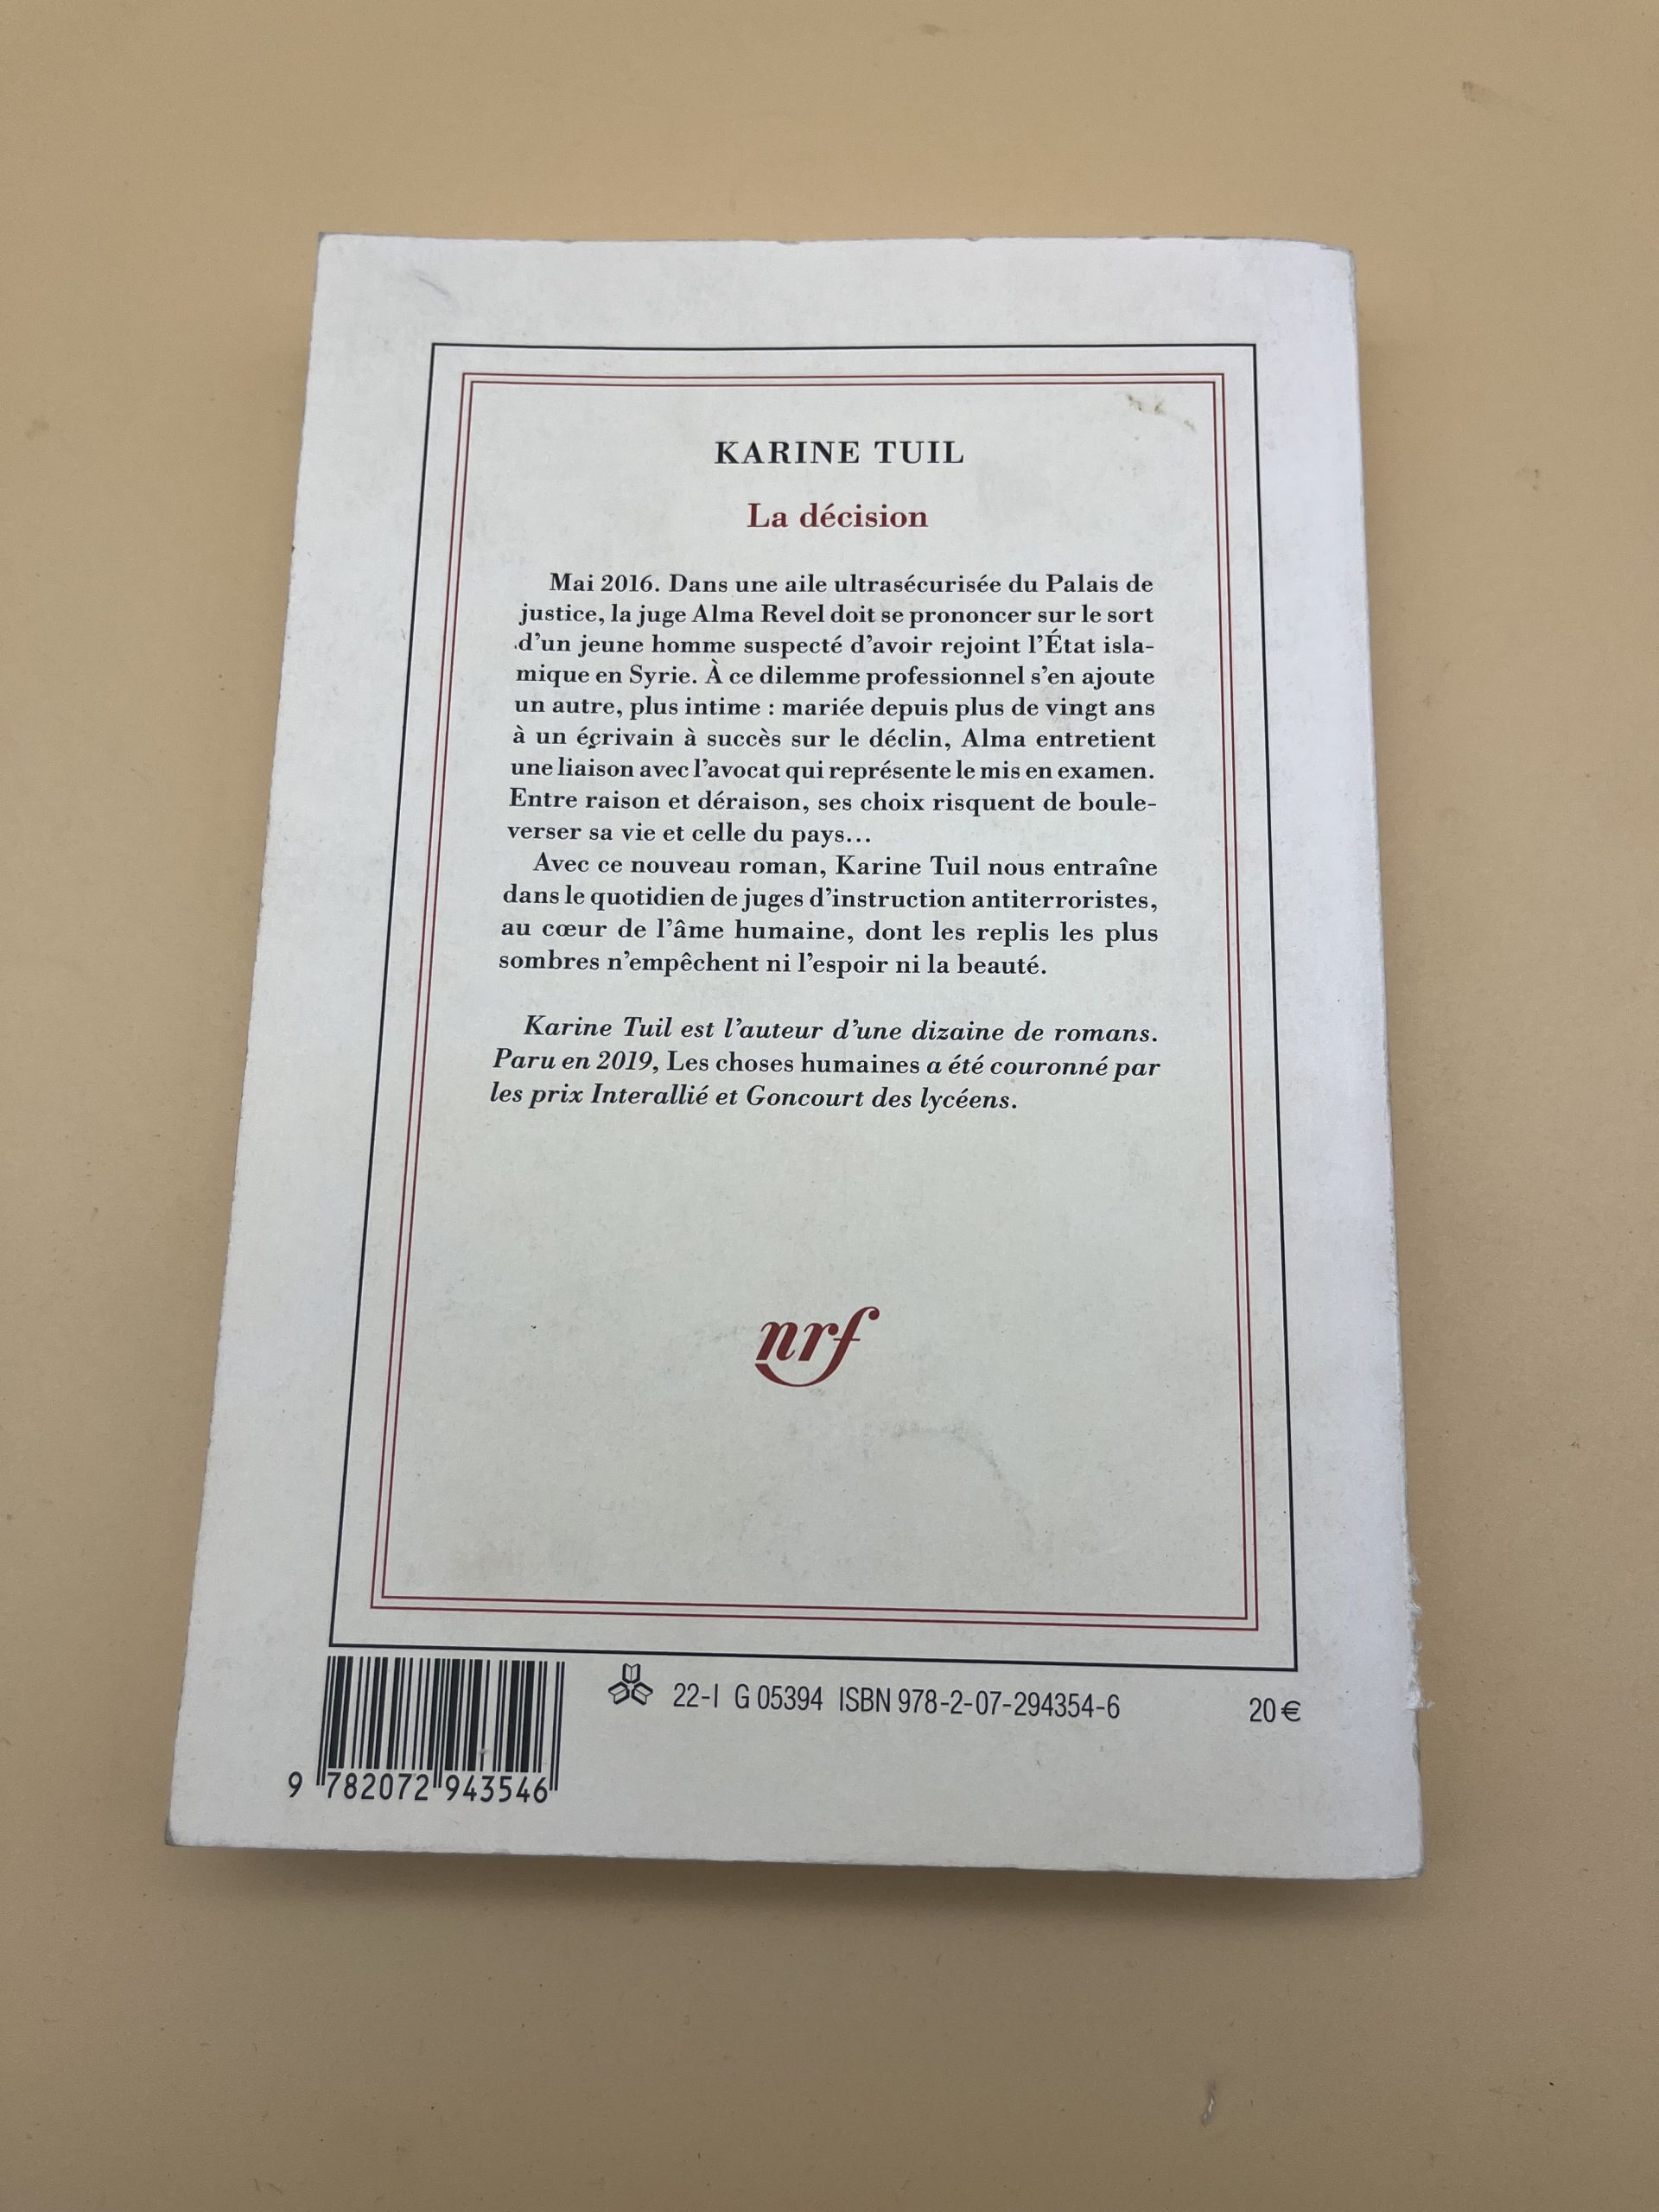 KARINE TUIL
La décision
Mai 2016. Dans une aile ultrasécurisée du Palais de
justice, la juge Alma Revel doit se prononcer sur le sort
d'un jeune homme suspecté d'avoir rejoint l'État isla-
mique en Syrie. À ce dilemme professionnel s'en ajoute
un autre, plus intime : mariée depuis plus de vingt ans
à un écrivain à succès sur le déclin, Alma entretient
une liaison avec l'avocat qui représente le mis en examen.
Entre raison et déraison, ses choix risquent de boule-
verser sa vie et celle du pays...
Avec ce nouveau roman, Karine Tuil nous entraîne
dans le quotidien de juges d'instruction antiterroristes,
au cœur de l'âme humaine, dont les replis les plus
sombres n'empêchent ni l'espoir ni la beauté.
Karine Tuil est l'auteur d'une dizaine de romans.
Paru en 2019, Les choses humaines a été couronné par
les prix Interallié et Goncourt des lycéens.
nrf
22-I G 05394 ISBN 978-2-07-294354-6 20 €
9 782072 943546